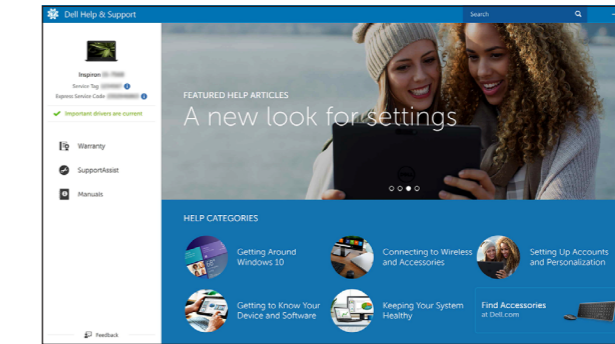 Dell Help & Support
Search
Inspiron
Service Tag
Express Service Code
Important drivers are current
Warranty
SupportAssist
Manuals
Feedback
FEATURED HELP ARTICLES
A new look for settings
HELP CATEGORIES
Getting Around
Windows 10
Connecting to Wireless
and Accessories
Setting Up Accounts
and Personalization
Getting to Know Your
Device and Software
Keeping Your System
Healthy
Find Accessories
at Dell.com